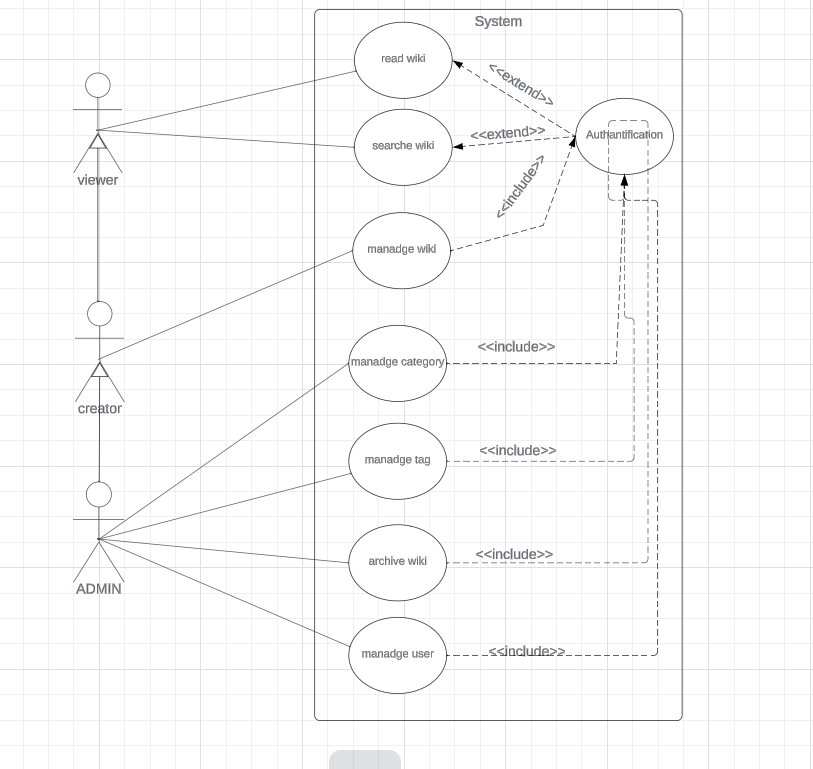 System
read wiki
<<extend>>
searche wiki
<<extend>>
Authantification
viewer
<<include>>
manadge wiki
<<include>>
manadge category
creator
<<include>>
manadge tag
<<include>>
archive wiki
ADMIN
<<include>>
manadge user